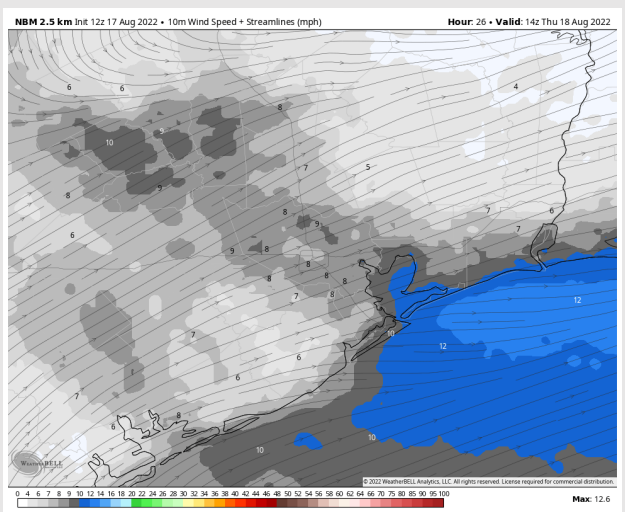 NBM 2.5 km Init 12z 17 Aug 2022 • 10m Wind Speed + Streamlines (mph) Hour: 26 • Valid: 14z Thu 18 Aug 2022
6 6 4
8
10 9
7 5
8 9
8 7 6
9 7
6
9 8
8
8 8 8
7 8 12
7 10
6 12
6
7
8
6
10 10
WeatherBELL
© 2022 WeatherBELL Analytics, LLC. All rights reserved. License required for commercial distribution.
0 4 6 7 8 9 10 12 14 16 18 20 22 24 26 28 30 32 34 36 38 40 42 44 46 48 50 52 54 56 58 60 62 64 66 68 70 75 80 85 90 95 100
Max: 12.6